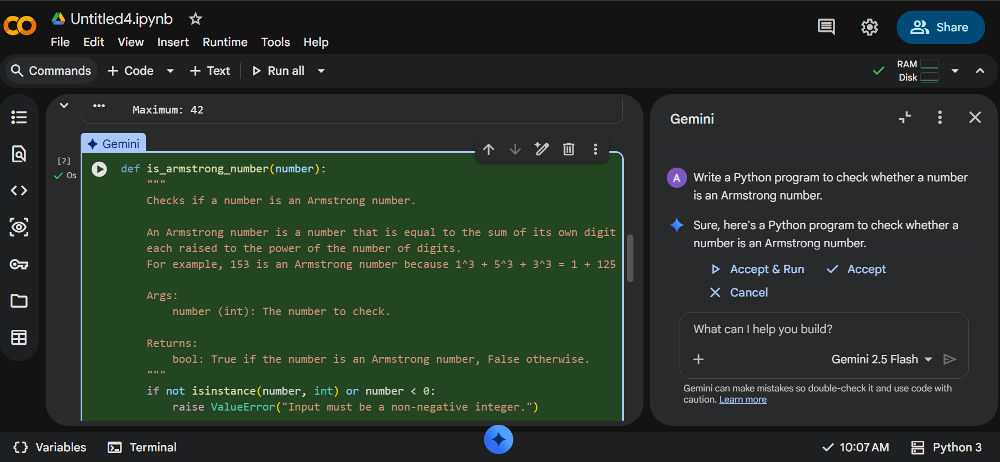 Untitled4.ipynb
File Edit View Insert Runtime Tools Help
Share
Commands + Code + Text Run all
RAM
Disk
Maximum: 42
Gemini
[2]
0s
def is_armstrong_number(number):
"""
Checks if a number is an Armstrong number.
An Armstrong number is a number that is equal to the sum of its own digit
each raised to the power of the number of digits.
For example, 153 is an Armstrong number because 1^3 + 5^3 + 3^3 = 1 + 125
Args:
number (int): The number to check.
Returns:
bool: True if the number is an Armstrong number, False otherwise.
"""
if not isinstance(number, int) or number < 0:
raise ValueError("Input must be a non-negative integer.")
Gemini
A
Write a Python program to check whether a number
is an Armstrong number.
Sure, here's a Python program to check whether a
number is an Armstrong number.
Accept & Run Accept
Cancel
What can I help you build?
+ Gemini 2.5 Flash
Gemini can make mistakes so double-check it and use code with
caution. Learn more
Variables Terminal
10:07 AM Python 3